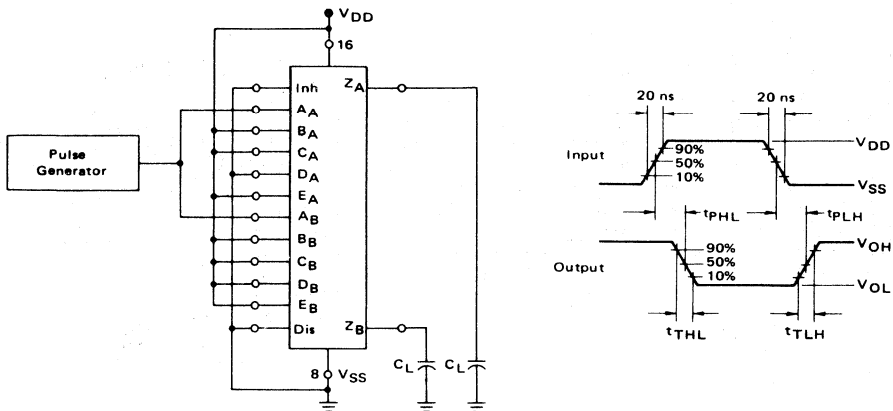 VDD
16
Inh
ZA
AA
BA
CA
DA
EA
AB
BB
CB
DB
EB
Dis
ZB
Pulse
Generator
CL
CL
8
VSS
20 ns
20 ns
Input
90%
50%
10%
VDD
VSS
tPHL
tPLH
Output
90%
50%
10%
VOH
VOL
tTHL
tTLH